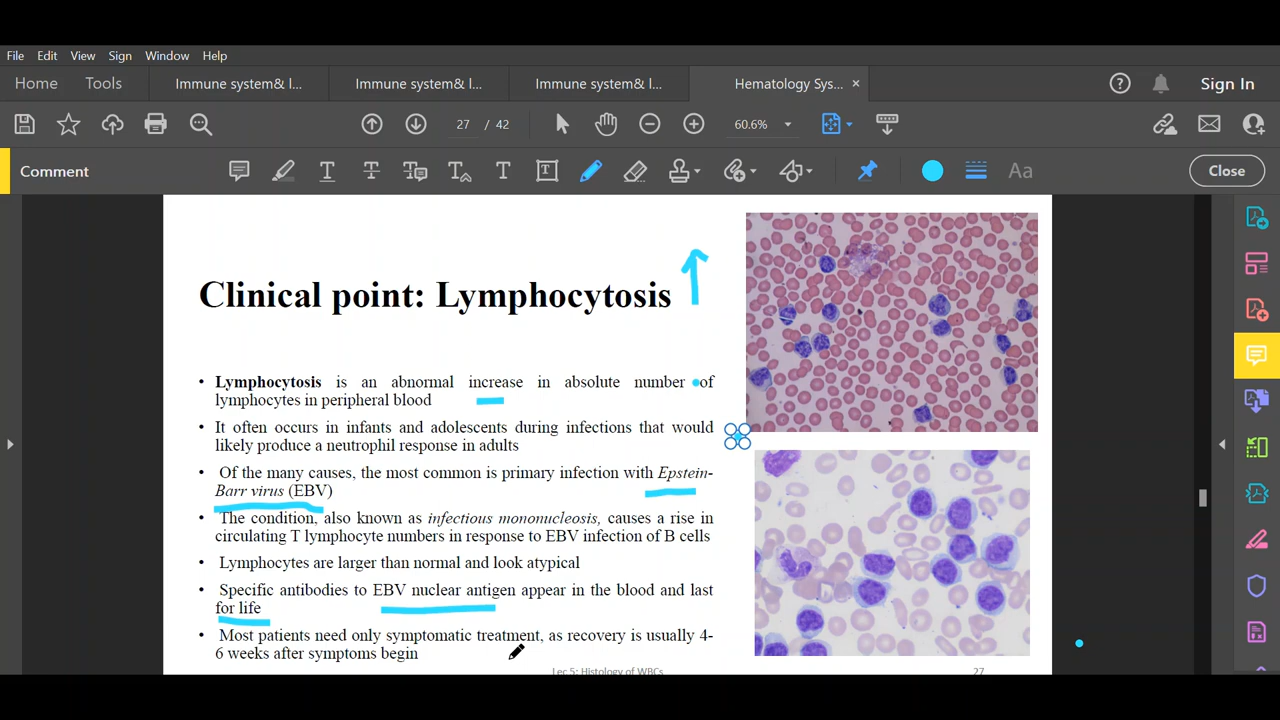 File Edit View Sign Window Help
Home Tools Immune system& l... Immune system& l... Immune system& l... Hematology Sys... × Sign In
27 / 42 60.6%
Comment Aa Close
Clinical point: Lymphocytosis
• Lymphocytosis is an abnormal increase in absolute number of
lymphocytes in peripheral blood
• It often occurs in infants and adolescents during infections that would
likely produce a neutrophil response in adults
• Of the many causes, the most common is primary infection with Epstein-
Barr virus (EBV)
• The condition, also known as infectious mononucleosis, causes a rise in
circulating T lymphocyte numbers in response to EBV infection of B cells
• Lymphocytes are larger than normal and look atypical
• Specific antibodies to EBV nuclear antigen appear in the blood and last
for life
• Most patients need only symptomatic treatment, as recovery is usually 4-
6 weeks after symptoms begin
Lec 5: Histology of WBCs 27